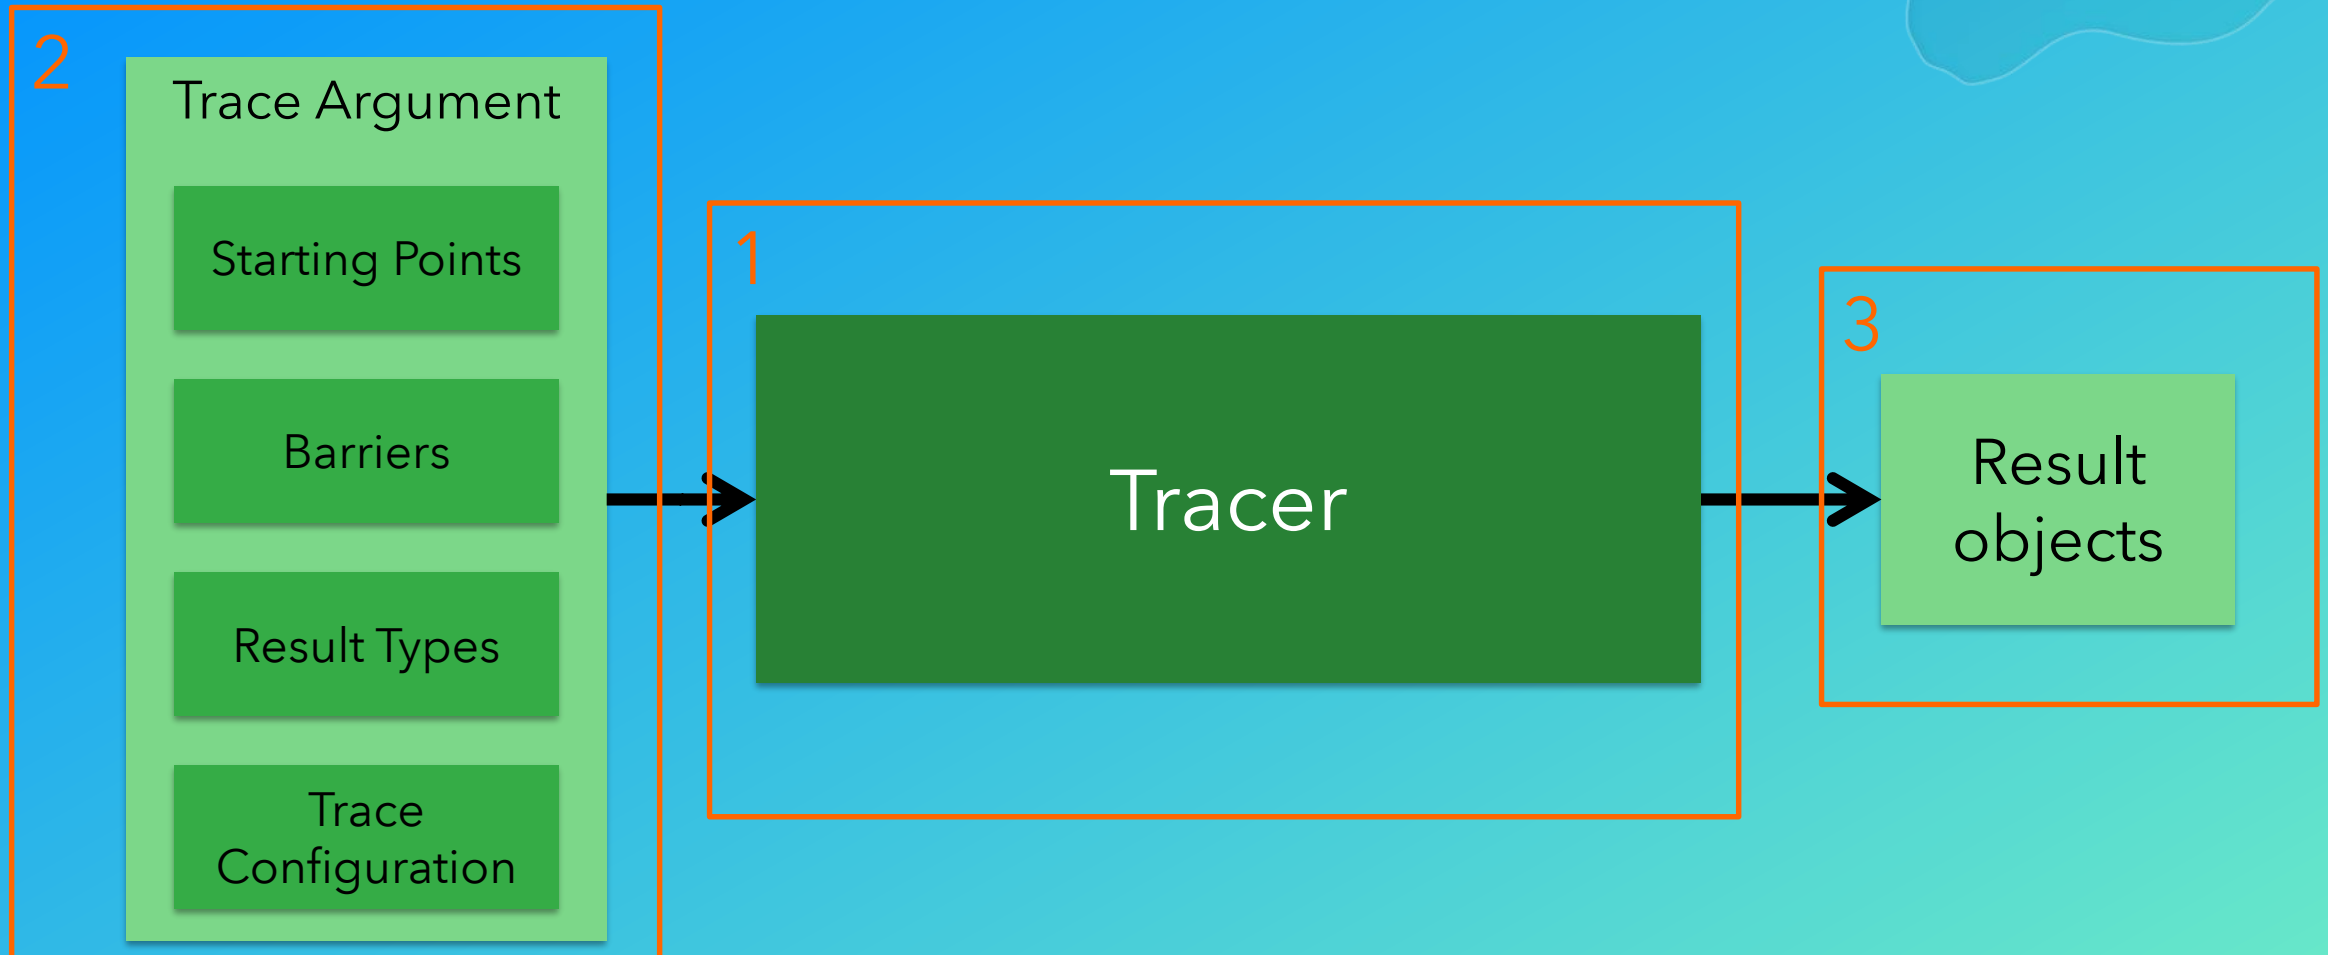 2
Trace Argument
Starting Points
Barriers
Result Types
Trace
Configuration
1
Tracer
3
Result
objects